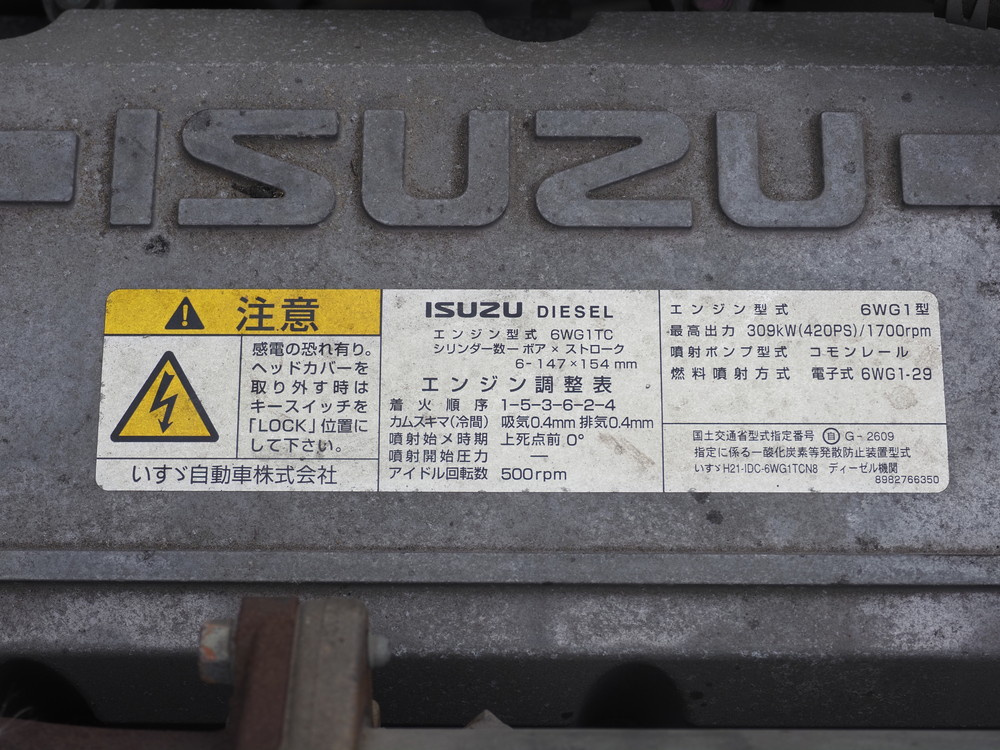 ISUZU
注意
感電の恐れ有り。
ヘッドカバーを
取り外す時は
キースイッチを
「LOCK」位置に
して下さい。
いすゞ自動車株式会社
ISUZU DIESEL
エンジン型式 6WG1TC
シリンダー数ーボア×ストローク
6-147×154mm
エンジン調整表
着火順序 1-5-3-6-2-4
カムスキマ(冷間) 吸気0.4mm 排気0.4mm
噴射始メ時期 上死点前 0°
噴射開始圧力 ー
アイドル回転数 500rpm
エンジン型式 6WG1型
最高出力 309kW(420PS)/1700rpm
噴射ポンプ型式 コモンレール
燃料噴射方式 電子式 6WG1-29
国土交通省型式指定番号 自 G-2609
指定に係る一酸化炭素等発散防止装置型式
いすゞH21-IDC-6WG1TCN8 ディーゼル機関
8982766350